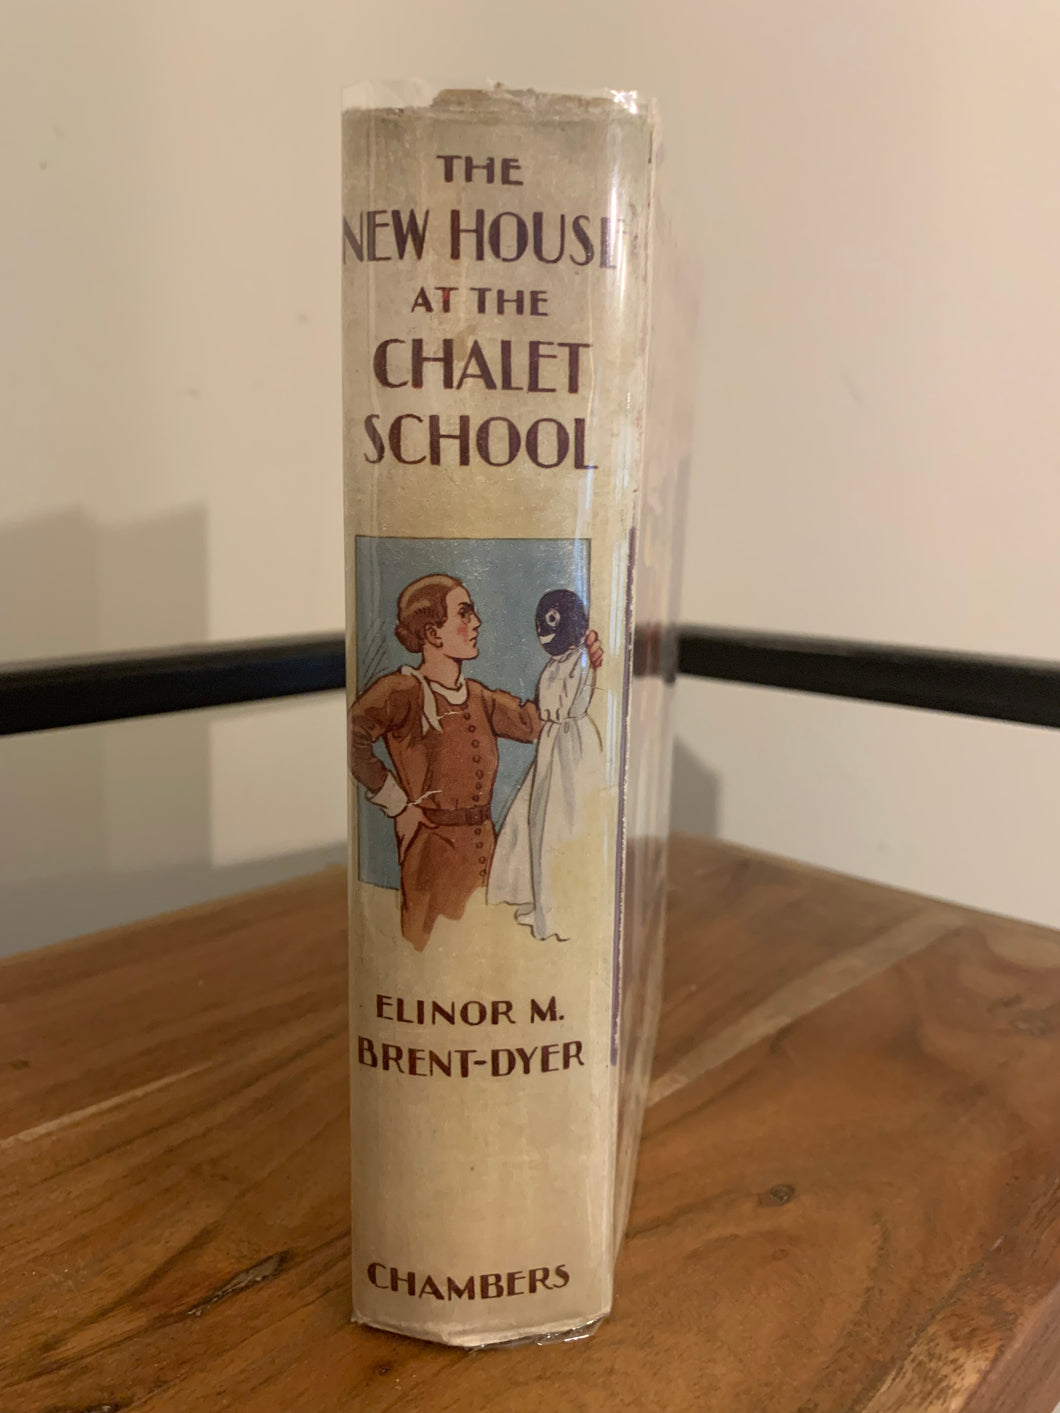 THE
NEW HOUSE
AT THE
CHALET
SCHOOL
ELINOR M.
BRENT-DYER
CHAMBERS